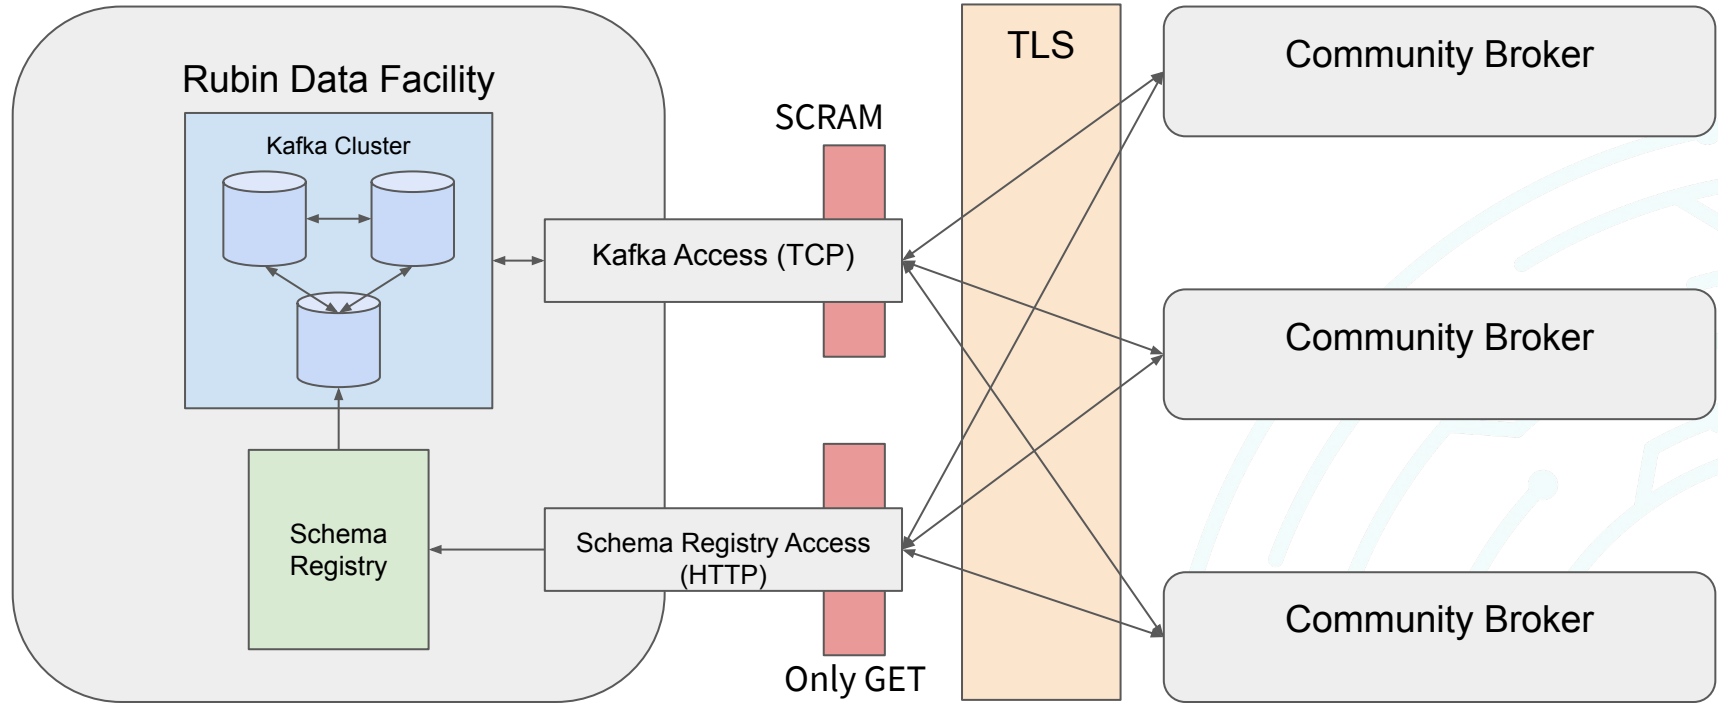 Rubin Data Facility
Kafka Cluster
Schema
Registry
SCRAM
Kafka Access (TCP)
Schema Registry Access
(HTTP)
Only GET
TLS
Community Broker
Community Broker
Community Broker